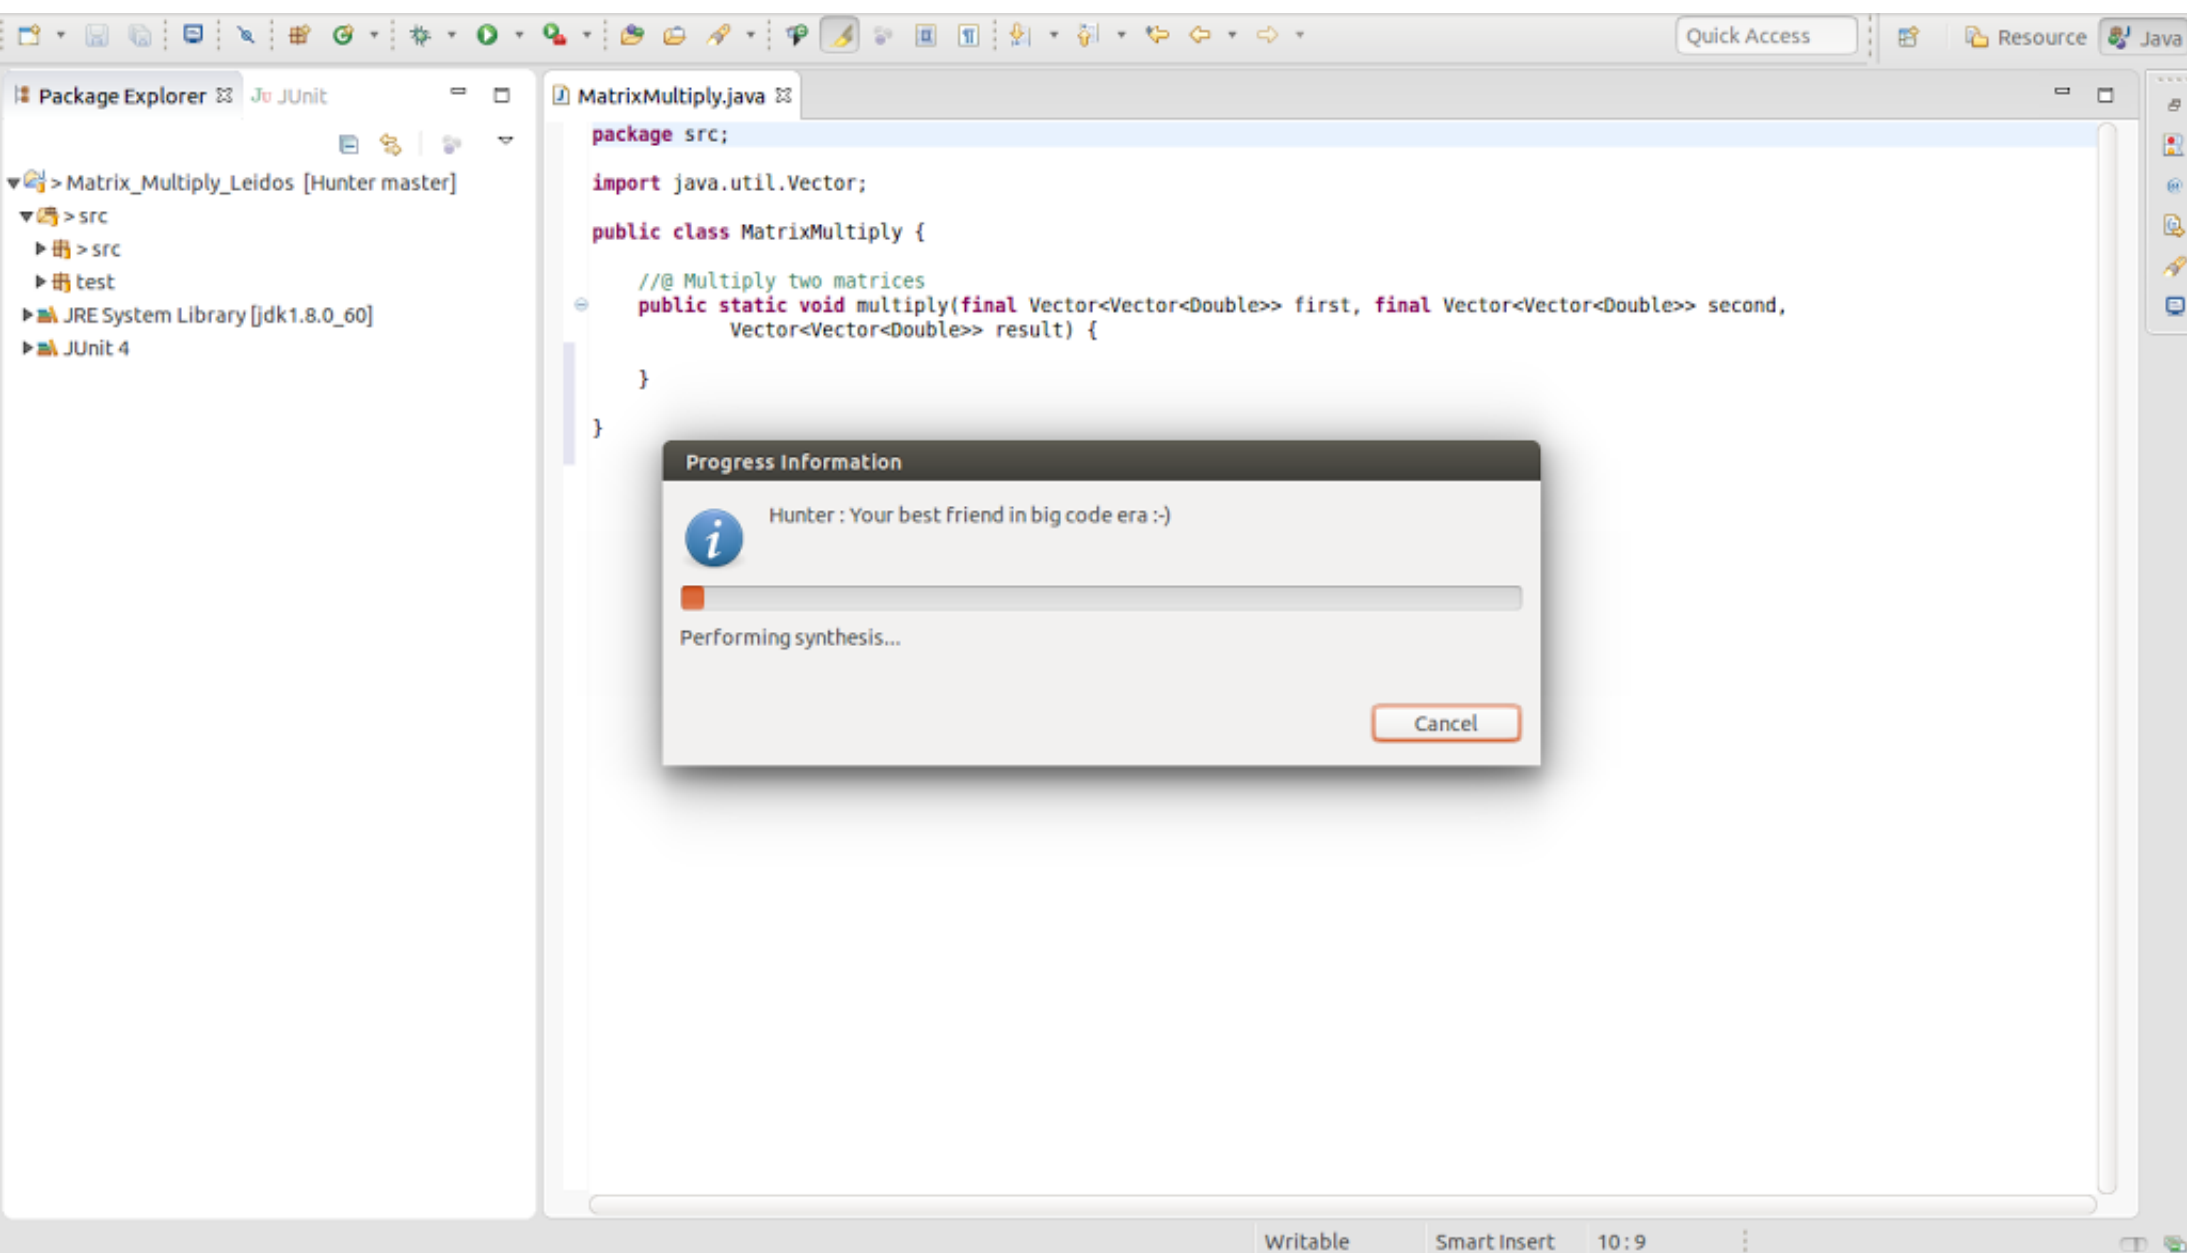 Quick Access
Resource
Java
Package Explorer
Ju JUnit
MatrixMultiply.java
> Matrix_Multiply_Leidos [Hunter master]
> src
> src
test
JRE System Library [jdk1.8.0_60]
JUnit 4
package src;
import java.util.Vector;
public class MatrixMultiply {
//@ Multiply two matrices
public static void multiply(final Vector<Vector<Double>> first, final Vector<Vector<Double>> second,
Vector<Vector<Double>> result) {
}
}
Progress Information
Hunter : Your best friend in big code era :-)
Performing synthesis...
Cancel
Writable
Smart Insert
10 : 9